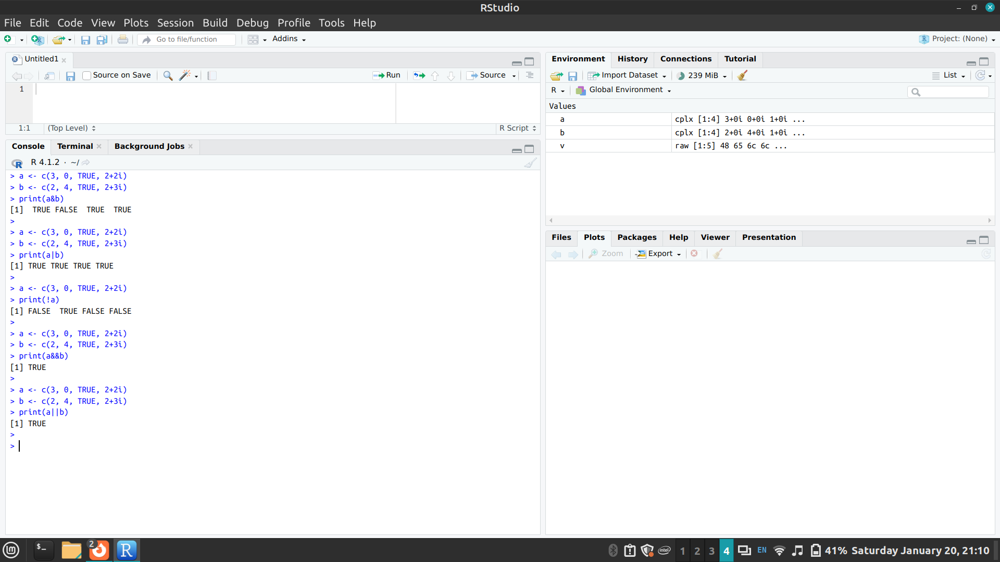 RStudio
File Edit Code View Plots Session Build Debug Profile Tools Help
Go to file/function
Addins
Project: (None)
Untitled1
Source on Save
Run
Source
1
1:1
(Top Level)
R Script
Console Terminal Background Jobs
R 4.1.2 · ~/
> a <- c(3, 0, TRUE, 2+2i)
> b <- c(2, 4, TRUE, 2+3i)
> print(a&b)
[1]  TRUE FALSE  TRUE  TRUE
>
> a <- c(3, 0, TRUE, 2+2i)
> b <- c(2, 4, TRUE, 2+3i)
> print(a|b)
[1] TRUE TRUE TRUE TRUE
>
> a <- c(3, 0, TRUE, 2+2i)
> print(!a)
[1] FALSE  TRUE FALSE FALSE
>
> a <- c(3, 0, TRUE, 2+2i)
> b <- c(2, 4, TRUE, 2+3i)
> print(a&&b)
[1] TRUE
>
> a <- c(3, 0, TRUE, 2+2i)
> b <- c(2, 4, TRUE, 2+3i)
> print(a||b)
[1] TRUE
>
>
Environment History Connections Tutorial
Import Dataset 239 MiB List
R Global Environment
Values
a cplx [1:4] 3+0i 0+0i 1+0i ...
b cplx [1:4] 2+0i 4+0i 1+0i ...
v raw [1:5] 48 65 6c 6c ...
Files Plots Packages Help Viewer Presentation
Zoom Export
$_ 2 R intel 1 2 3 4 EN 41% Saturday January 20, 21:10